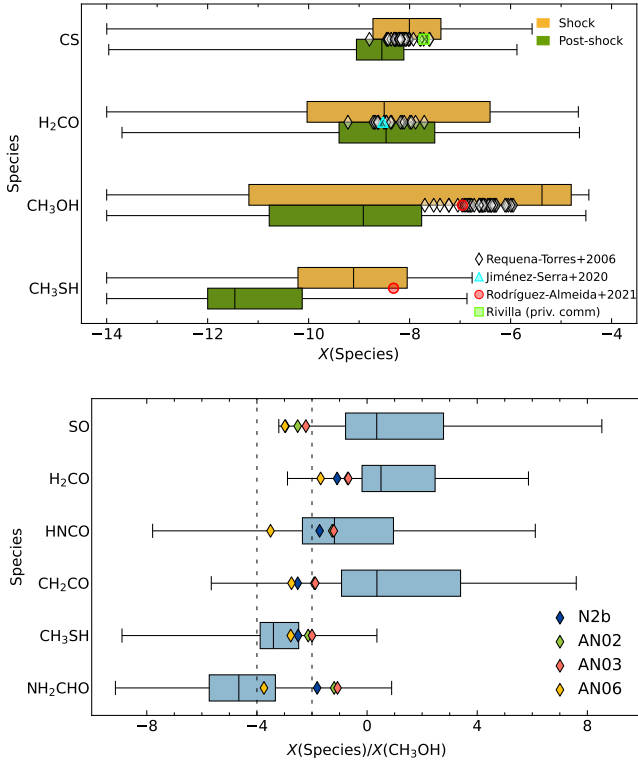 CS
H₂CO
CH₃OH
CH₃SH
Species
Shock
Post-shock
Requena-Torres+2006
Jiménez-Serra+2020
Rodríguez-Almeida+2021
Rivilla (priv. comm)
−14 −12 −10 −8 −6 −4
X(Species)
SO
H₂CO
HNCO
CH₂CO
CH₃SH
NH₂CHO
Species
N2b
AN02
AN03
AN06
−8 −4 0 4 8
X(Species)/X(CH₃OH)